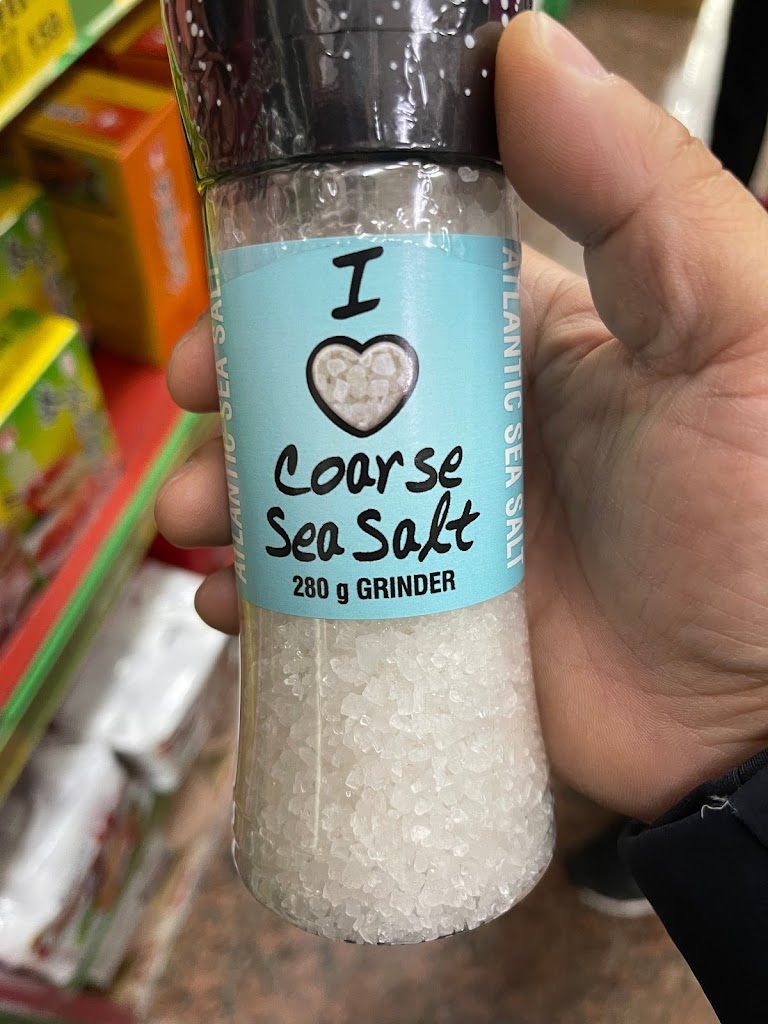 I
Coarse
Sea Salt
280 g GRINDER
ATLANTIC SEA SALT
ATLANTIC SEA SALT